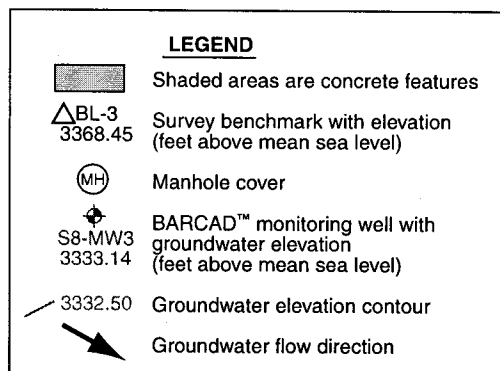 LEGEND
Shaded areas are concrete features
BL-3
3368.45
Survey benchmark with elevation
(feet above mean sea level)
MH
Manhole cover
S8-MW3
3333.14
BARCAD™ monitoring well with
groundwater elevation
(feet above mean sea level)
3332.50 Groundwater elevation contour
Groundwater flow direction